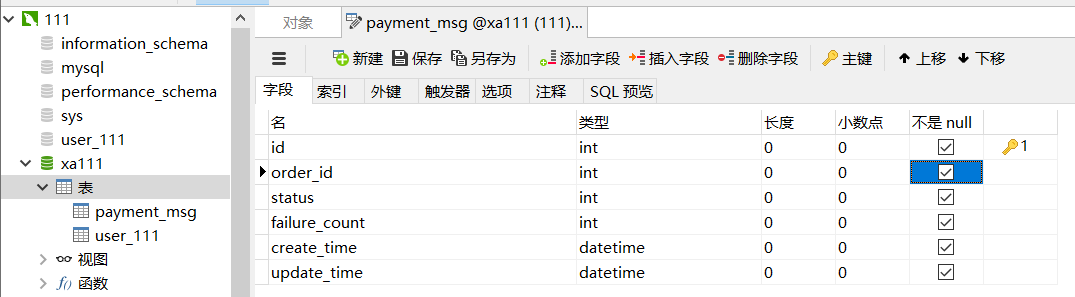 111
information_schema
mysql
performance_schema
sys
user_111
xa111
表
payment_msg
user_111
视图
f() 函数
对象 payment_msg @xa111 (111)...
新建 保存 另存为 添加字段 插入字段 删除字段 主键 上移 下移
字段 索引 外键 触发器 选项 注释 SQL 预览
名 类型 长度 小数点 不是 null
id int 0 0 1
order_id int 0 0
status int 0 0
failure_count int 0 0
create_time datetime 0 0
update_time datetime 0 0